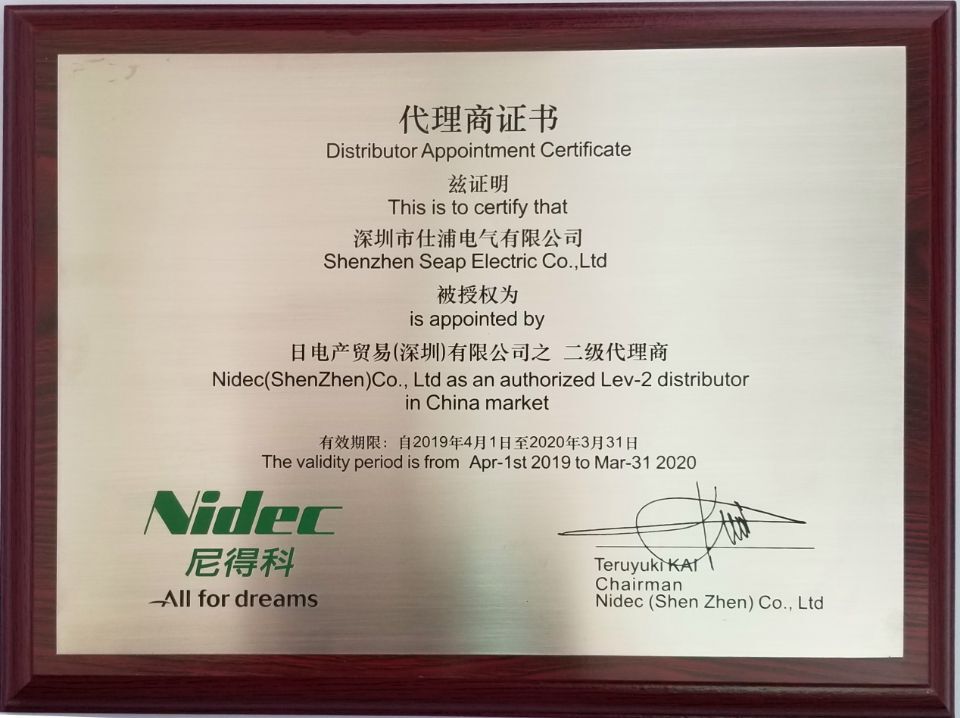 代理商证书
Distributor Appointment Certificate
兹证明
This is to certify that
深圳市仕浦电气有限公司
Shenzhen Seap Electric Co.,Ltd
被授权为
is appointed by
日电产贸易(深圳)有限公司之 二级代理商
Nidec(ShenZhen)Co., Ltd as an authorized Lev-2 distributor
in China market
有效期限：自2019年4月1日至2020年3月31日
The validity period is from Apr-1st 2019 to Mar-31 2020
Nidec
尼得科
All for dreams
Teruyuki KAI
Chairman
Nidec (Shen Zhen) Co., Ltd